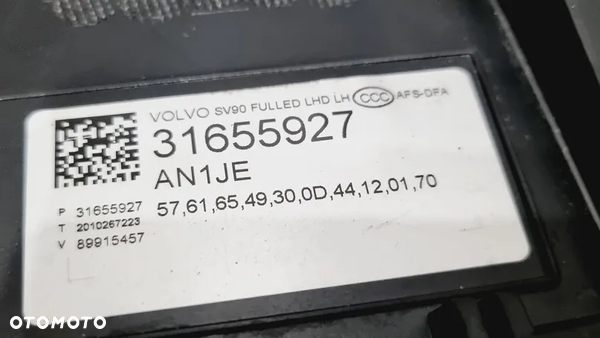 VOLVO SV90 FULLED LHD LH CCC AFS-DFA
31655927
AN1JE
P 31655927
T 2010267223
V 89915457
57,61,65,49,30,0D,44,12,01,70
OTOMOTO